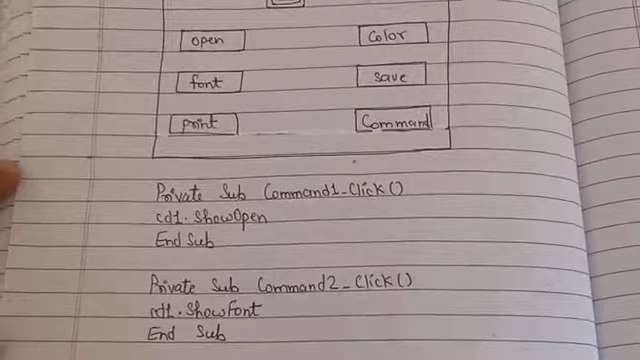 open
Color
font
save
print
Command
Private Sub Command1_Click()
cd1.ShowOpen
End Sub
Private Sub Command2_Click()
cd1.ShowFont
End Sub